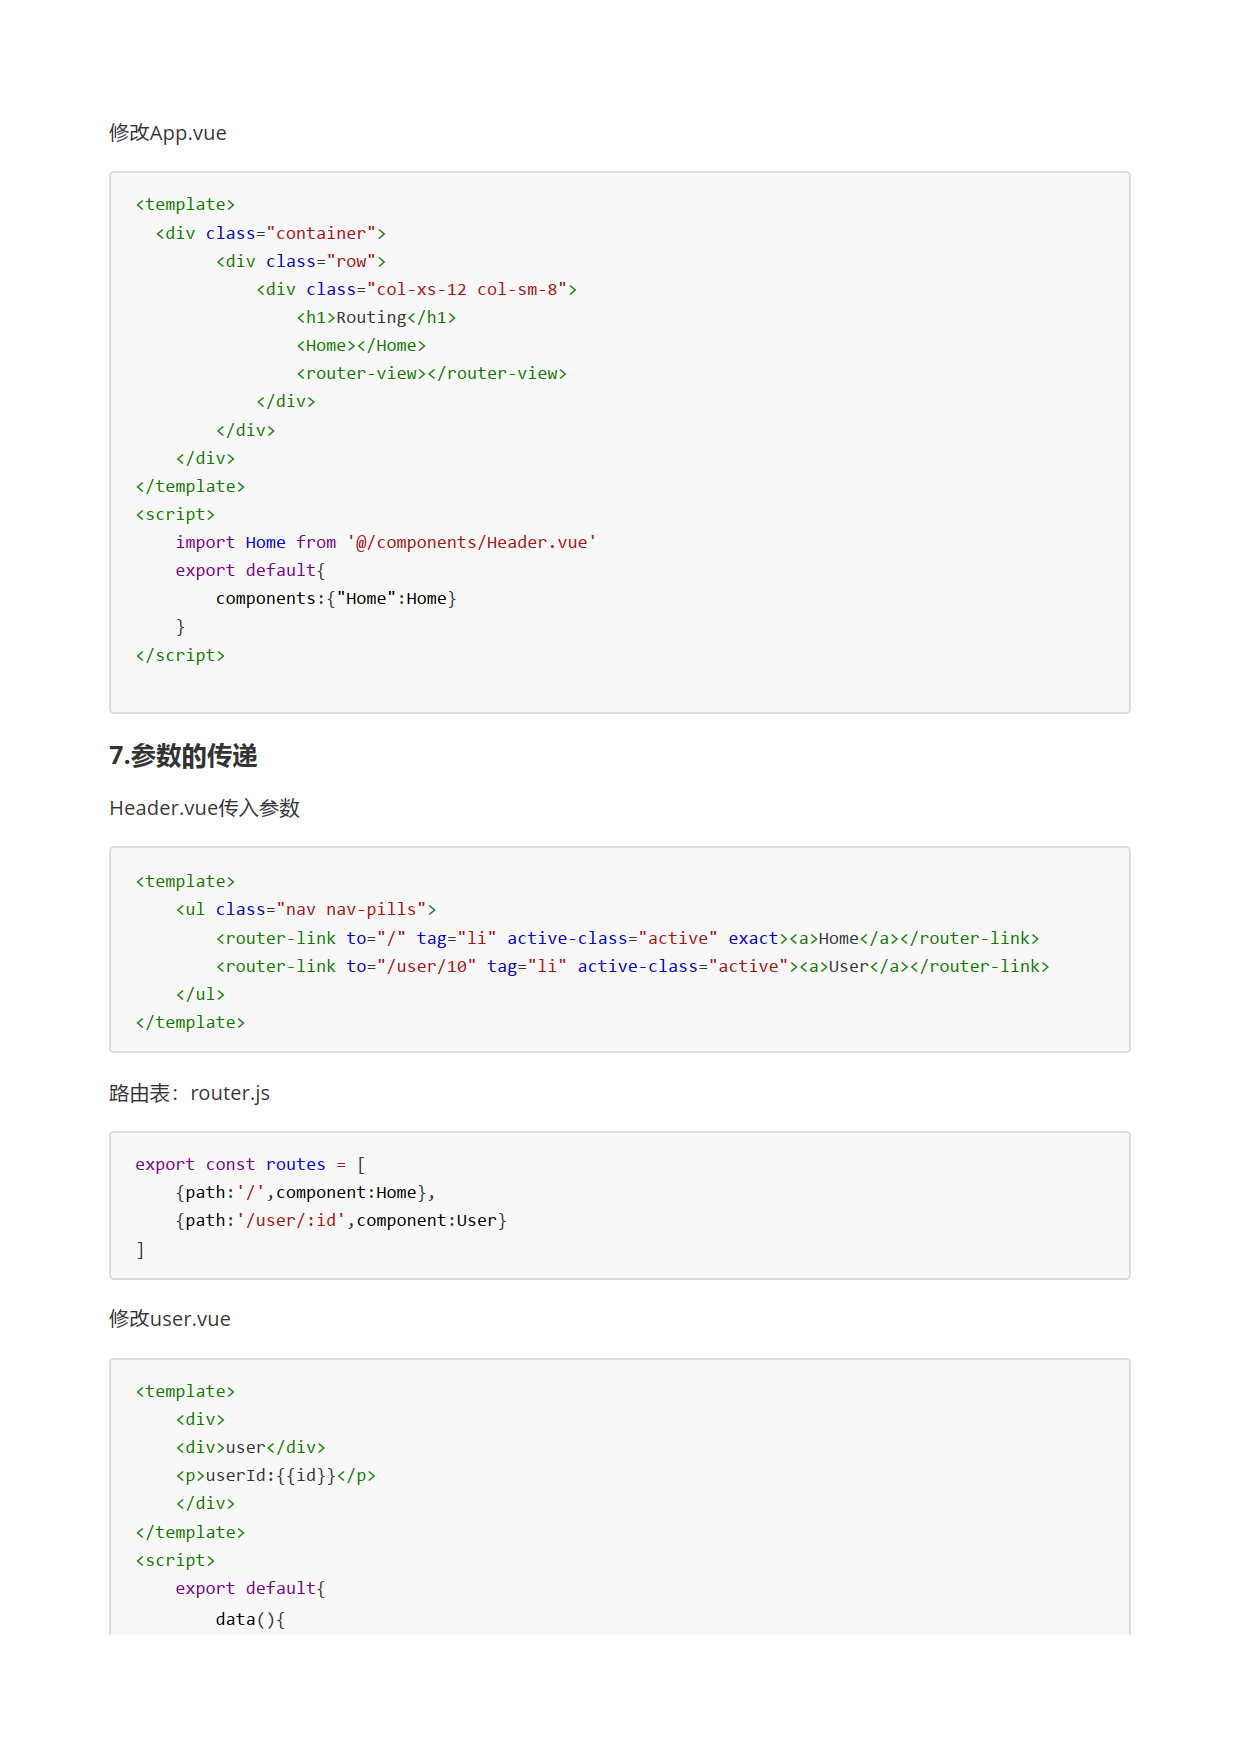 修改App.vue
<template>
  <div class="container">
        <div class="row">
            <div class="col-xs-12 col-sm-8">
                <h1>Routing</h1>
                <Home></Home>
                <router-view></router-view>
            </div>
        </div>
    </div>
</template>
<script>
    import Home from '@/components/Header.vue'
    export default{
        components:{"Home":Home}
    }
</script>
7.参数的传递
Header.vue传入参数
<template>
    <ul class="nav nav-pills">
        <router-link to="/" tag="li" active-class="active" exact><a>Home</a></router-link>
        <router-link to="/user/10" tag="li" active-class="active"><a>User</a></router-link>
    </ul>
</template>
路由表：router.js
export const routes = [
    {path:'/',component:Home},
    {path:'/user/:id',component:User}
]
修改user.vue
<template>
    <div>
    <div>user</div>
    <p>userId:{{id}}</p>
    </div>
</template>
<script>
    export default{
        data(){